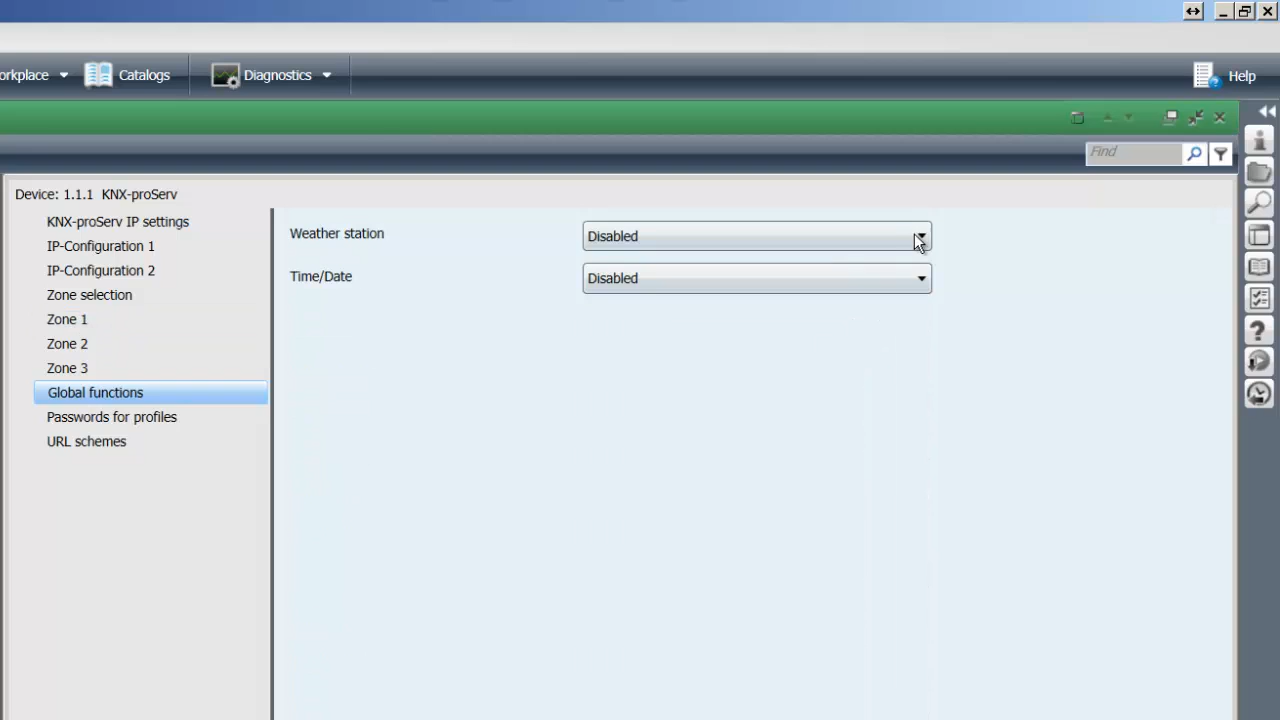 orkplace Catalogs Diagnostics Help
Find
Device: 1.1.1 KNX-proServ
KNX-proServ IP settings
IP-Configuration 1
IP-Configuration 2
Zone selection
Zone 1
Zone 2
Zone 3
Global functions
Passwords for profiles
URL schemes
Weather station Disabled
Time/Date Disabled